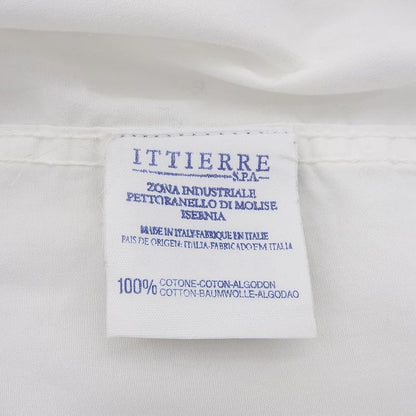 ITTIERRE
S.P.A.
ZONA INDUSTRIALE
PETTORANELLO DI MOLISE
ISERNIA
MADE IN ITALY-FABRIQUE EN ITALIE
PAIS DE ORIGEN: ITALIA-FABRICADO EM ITALIA
100% COTONE-COTON-ALGODON
COTTON-BAUMWOLLE-ALGODAO